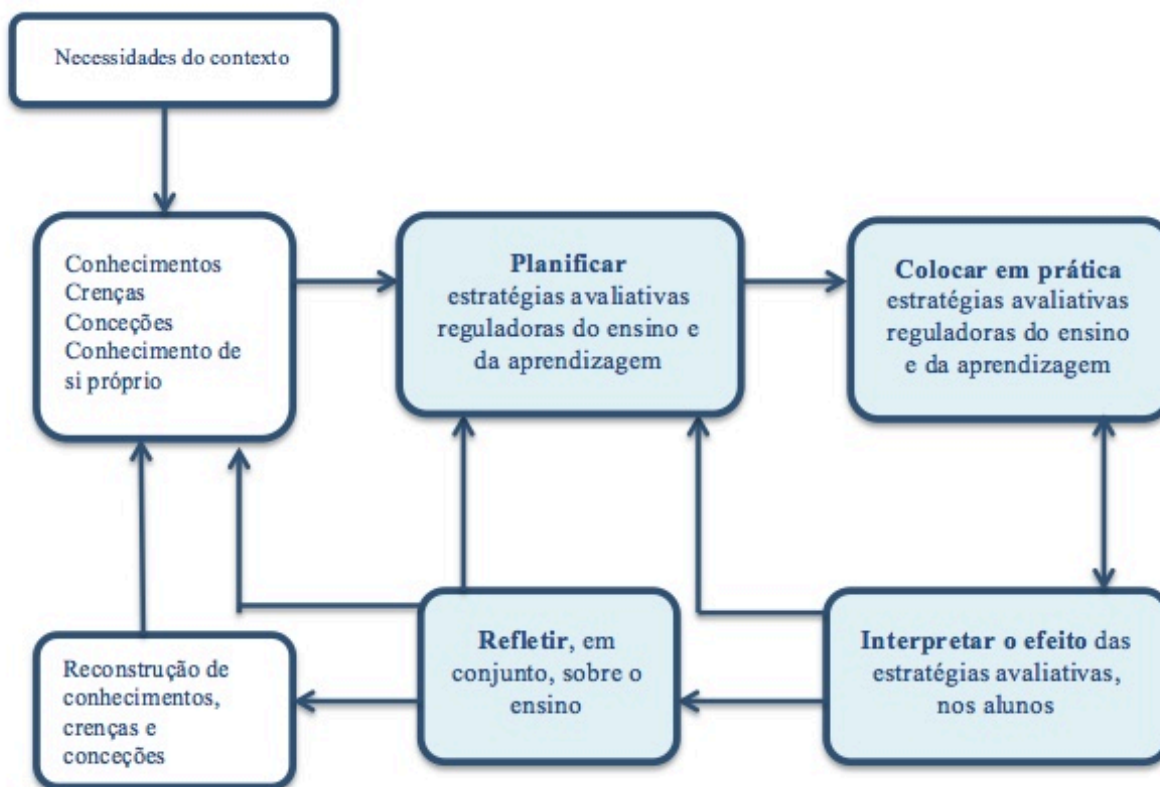 Necessidades do contexto
Conhecimentos
Crenças
Conceções
Conhecimento de
si próprio
Planificar
estratégias avaliativas
reguladoras do ensino e
da aprendizagem
Colocar em prática
estratégias avaliativas
reguladoras do ensino
e da aprendizagem
Reconstrução de
conhecimentos,
crenças e
conceções
Refletir, em
conjunto, sobre o
ensino
Interpretar o efeito das
estratégias avaliativas,
nos alunos